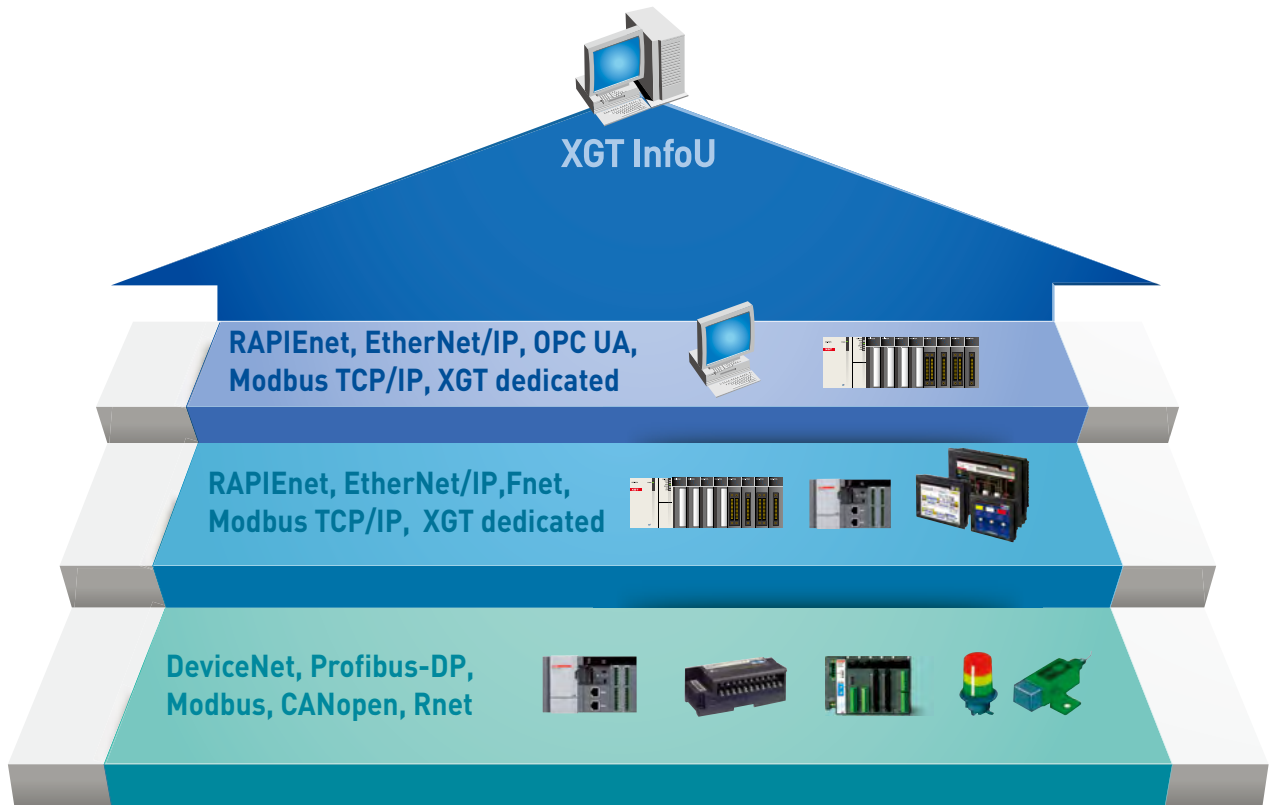 XGT InfoU
RAPIEnet, EtherNet/IP, OPC UA,
Modbus TCP/IP, XGT dedicated
RAPIEnet, EtherNet/IP,Fnet,
Modbus TCP/IP, XGT dedicated
DeviceNet, Profibus-DP,
Modbus, CANopen, Rnet